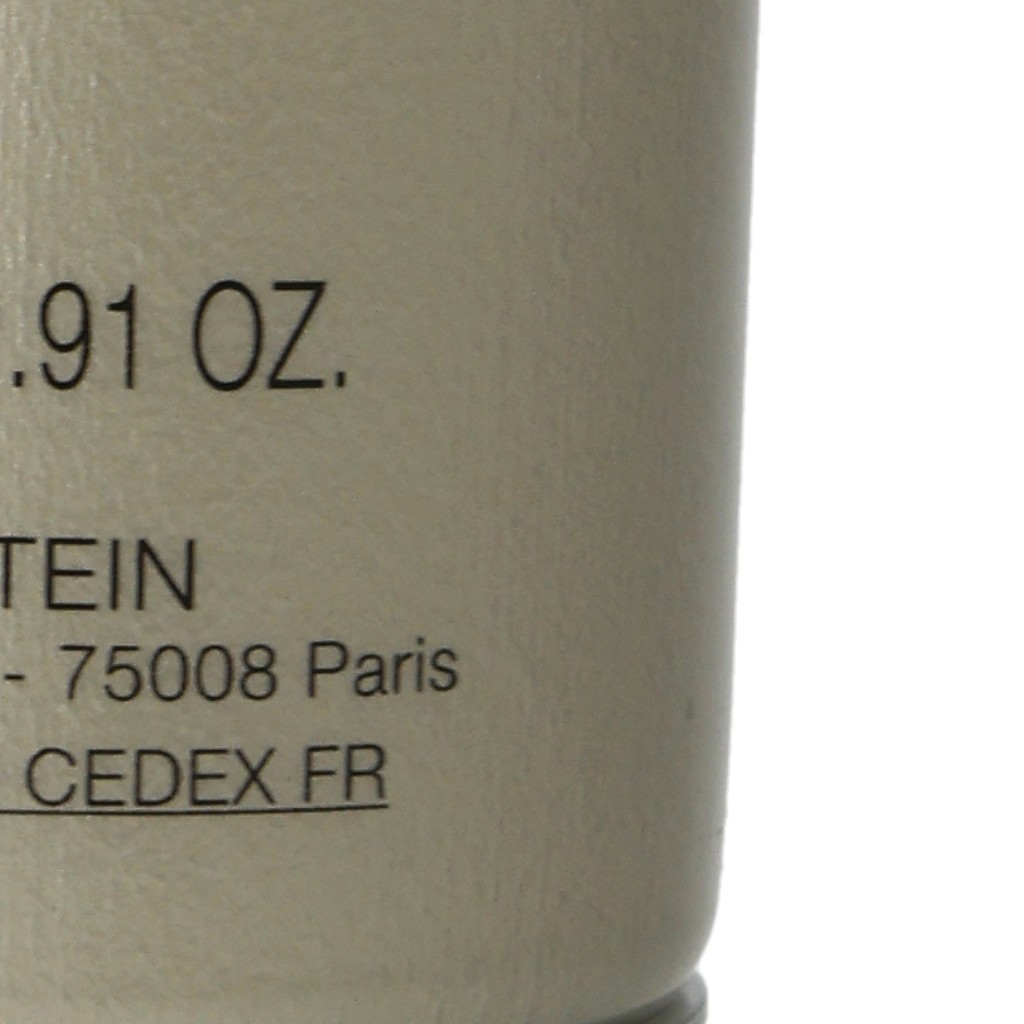 .91 OZ.
TEIN
- 75008 Paris
CEDEX FR